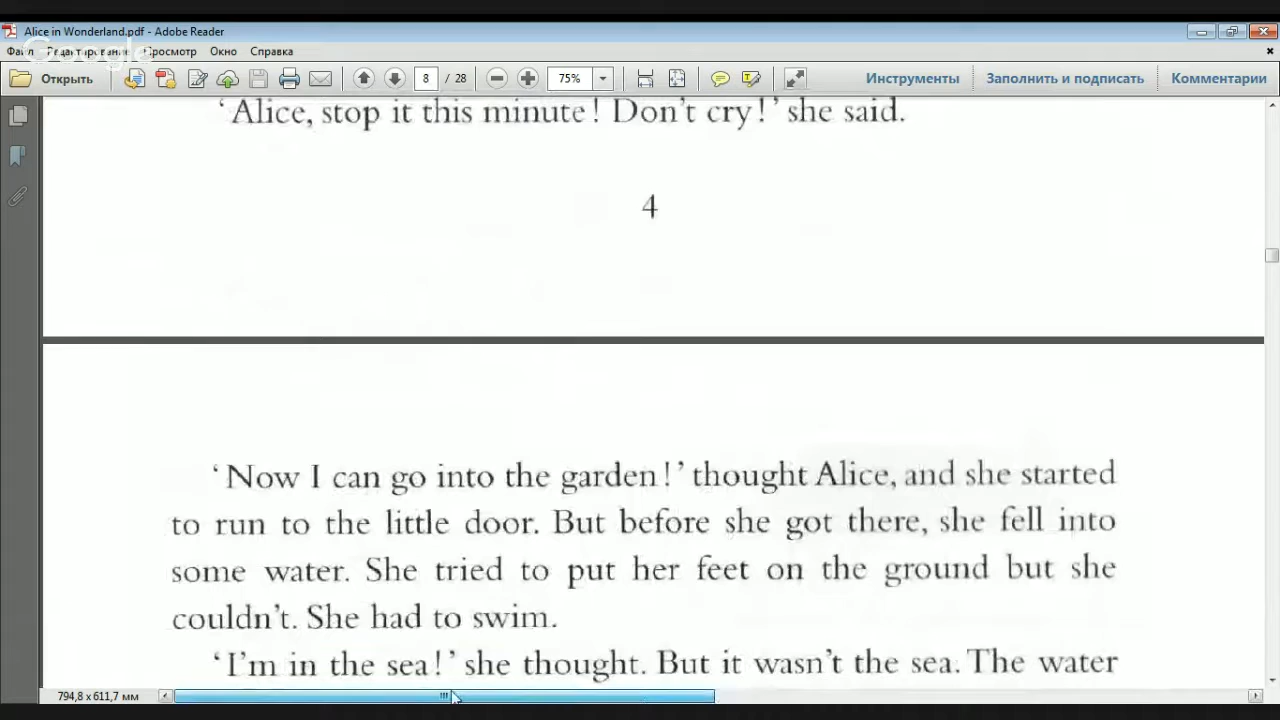 Alice in Wonderland.pdf - Adobe Reader
Файл Редактирование Просмотр Окно Справка
Google
Открыть 8 / 28 75% Инструменты Заполнить и подписать Комментарии
‘Alice, stop it this minute! Don’t cry!’ she said.
4
‘Now I can go into the garden!’ thought Alice, and she started
to run to the little door. But before she got there, she fell into
some water. She tried to put her feet on the ground but she
couldn’t. She had to swim.
‘I’m in the sea!’ she thought. But it wasn’t the sea. The water
794,8 x 611,7 мм